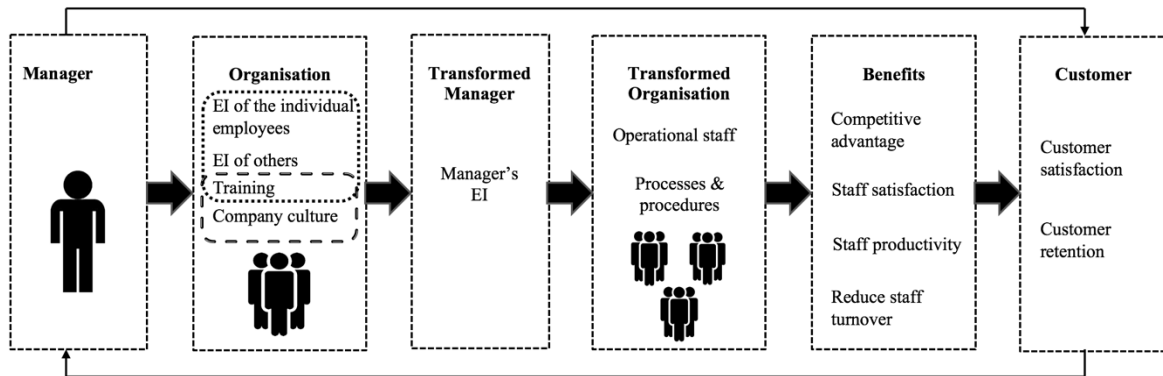 Manager
Organisation
EI of the individual
employees
EI of others
Training
Company culture
Transformed
Manager
Manager's
EI
Transformed
Organisation
Operational staff
Processes &
procedures
Benefits
Competitive
advantage
Staff satisfaction
Staff productivity
Reduce staff
turnover
Customer
Customer
satisfaction
Customer
retention